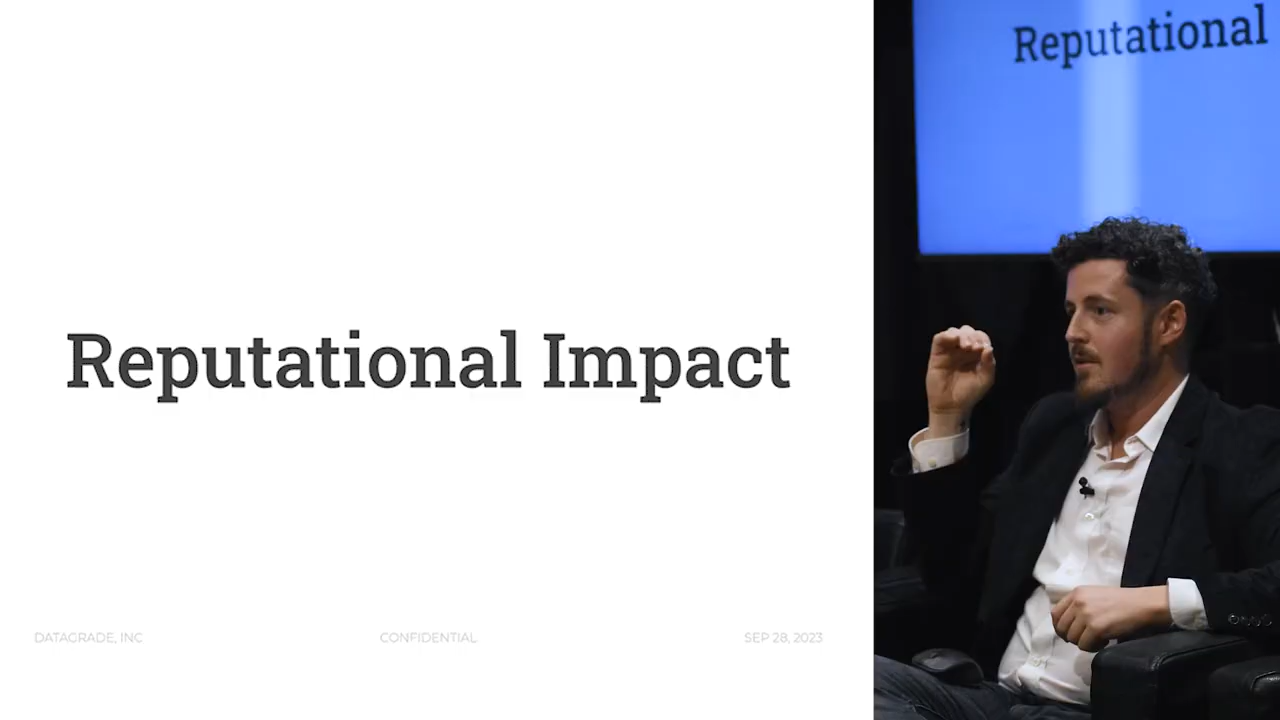 Reputational Impact
DATAGRADE, INC
CONFIDENTIAL
SEP 28, 2023
Reputational